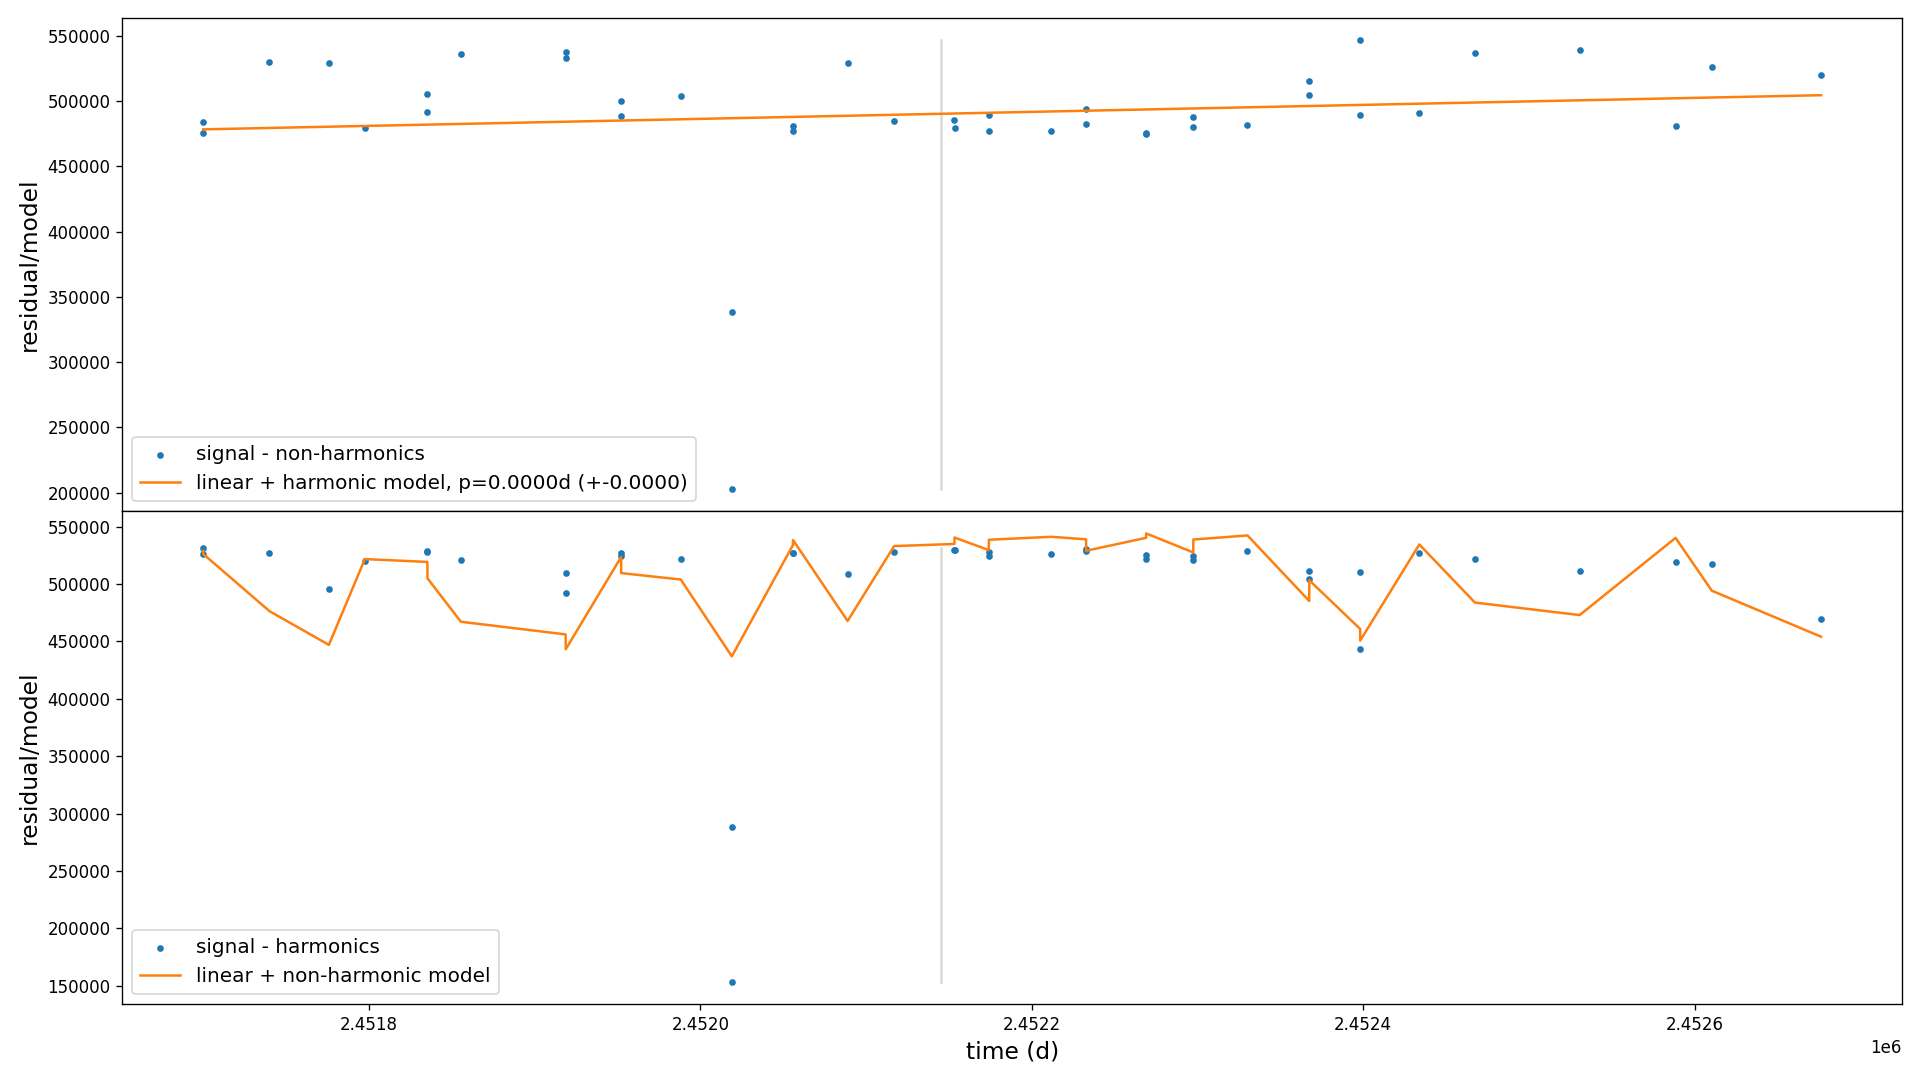 550000
500000
450000
400000
350000
300000
250000
200000
residual/model
signal - non-harmonics
linear + harmonic model, p=0.0000d (+-0.0000)
550000
500000
450000
400000
350000
300000
250000
200000
150000
residual/model
signal - harmonics
linear + non-harmonic model
2.4518 2.4520 2.4522 2.4524 2.4526
1e6
time (d)